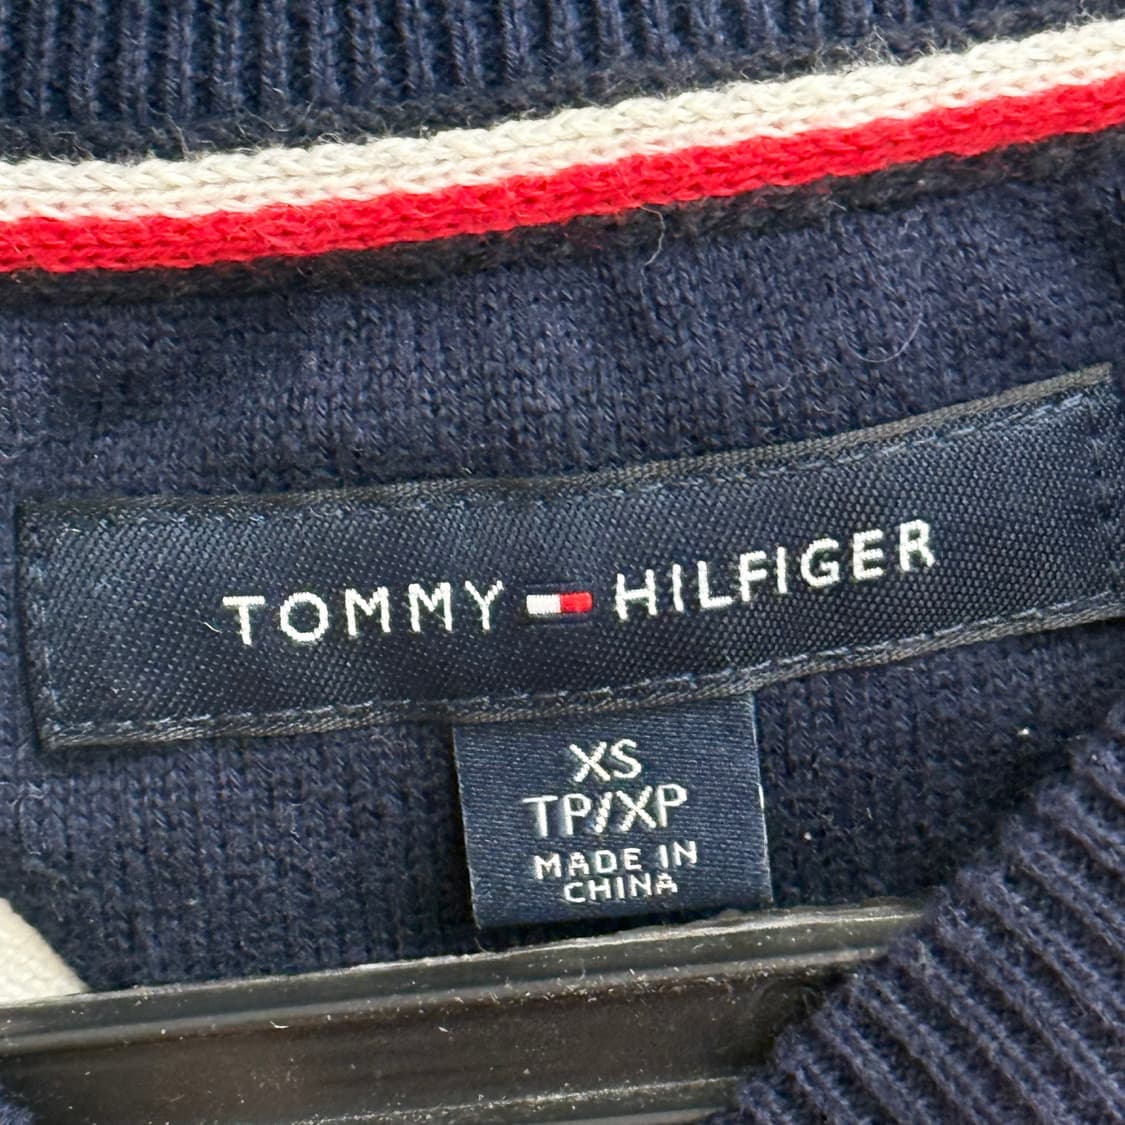 TOMMY HILFIGER
XS
TP/XP
MADE IN
CHINA